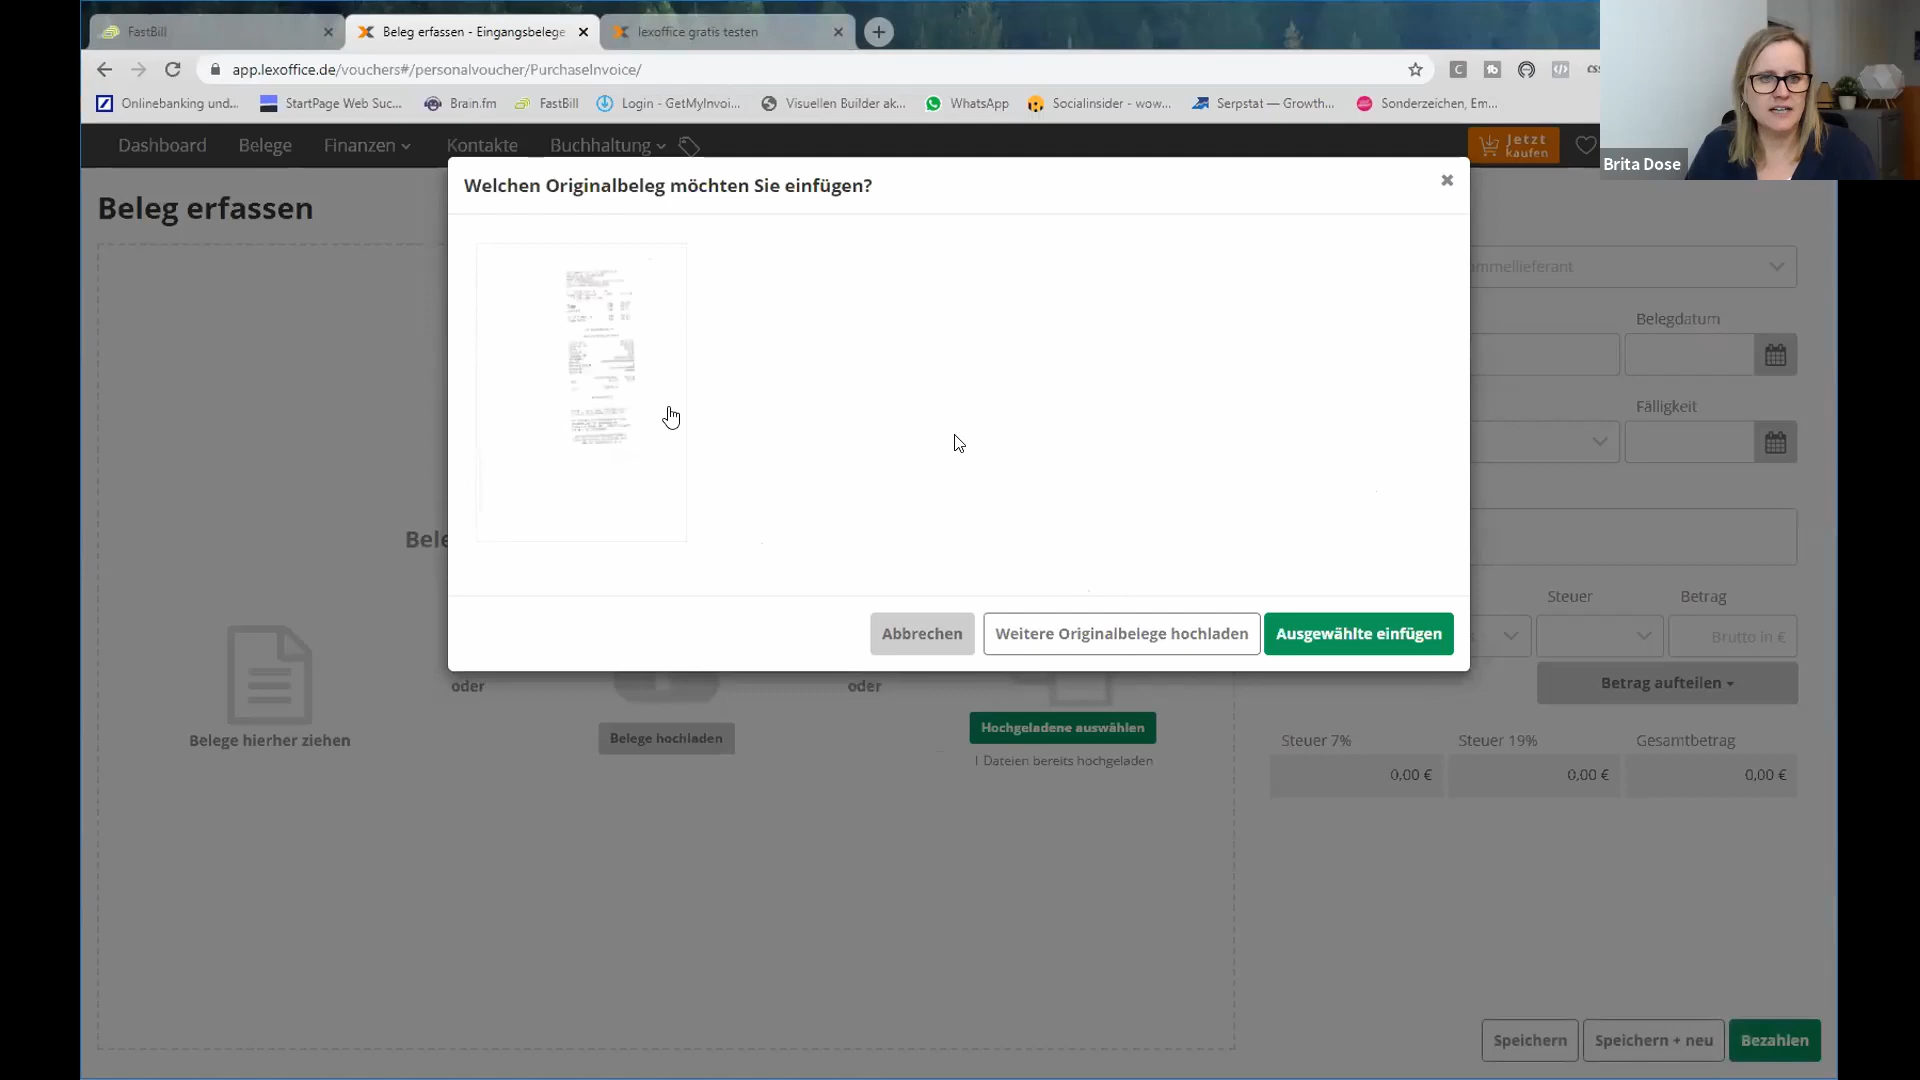 FastBill
Beleg erfassen - Eingangsbelege
lexoffice gratis testen
app.lexoffice.de/vouchers#/personalvoucher/PurchaseInvoice/
Onlinebanking und...
StartPage Web Suc...
Brain.fm
FastBill
Login - GetMyInvoi...
Visuellen Builder ak...
WhatsApp
Socialinsider - wow...
Serpstat — Growth...
Sonderzeichen, Em...
Dashboard
Belege
Finanzen
Kontakte
Buchhaltung
Jetzt
kaufen
Brita Dose
Welchen Originalbeleg möchten Sie einfügen?
Beleg erfassen
mmellieferant
Belegdatum
Fälligkeit
Bele
Steuer
Betrag
Abbrechen
Weitere Originalbelege hochladen
Ausgewählte einfügen
Brutto in €
Betrag aufteilen
oder
oder
Belege hierher ziehen
Belege hochladen
Hochgeladene auswählen
1 Dateien bereits hochgeladen
Steuer 7%
Steuer 19%
Gesamtbetrag
0,00 €
0,00 €
0,00 €
Speichern
Speichern + neu
Bezahlen